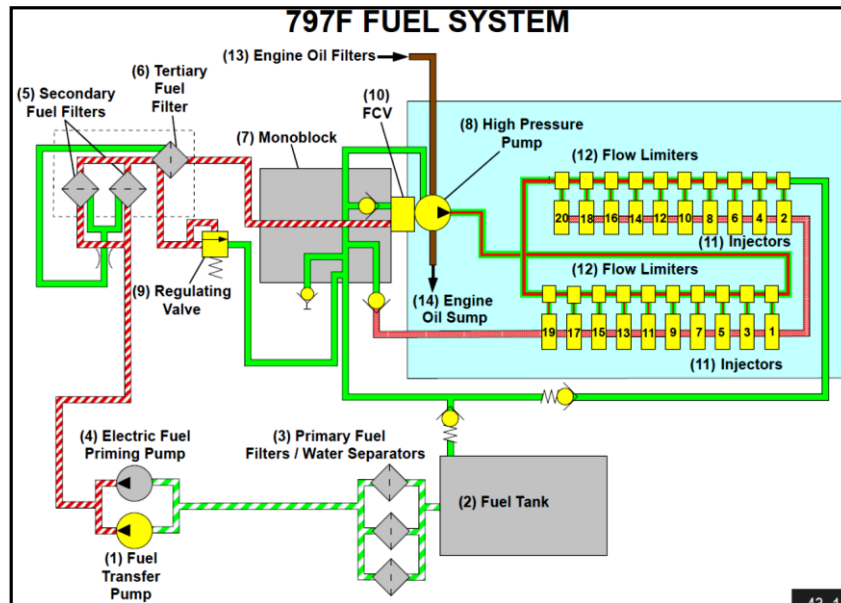 797F FUEL SYSTEM
(13) Engine Oil Filters
(6) Tertiary
Fuel
Filter
(5) Secondary
Fuel Filters
(10)
FCV
(7) Monoblock
(8) High Pressure
Pump
(12) Flow Limiters
20 18 16 14 12 10 8 6 4 2
(11) Injectors
(12) Flow Limiters
(9) Regulating
Valve
(14) Engine
Oil Sump
19 17 15 13 11 9 7 5 3 1
(11) Injectors
(4) Electric Fuel
Priming Pump
(3) Primary Fuel
Filters / Water Separators
(2) Fuel Tank
(1) Fuel
Transfer
Pump